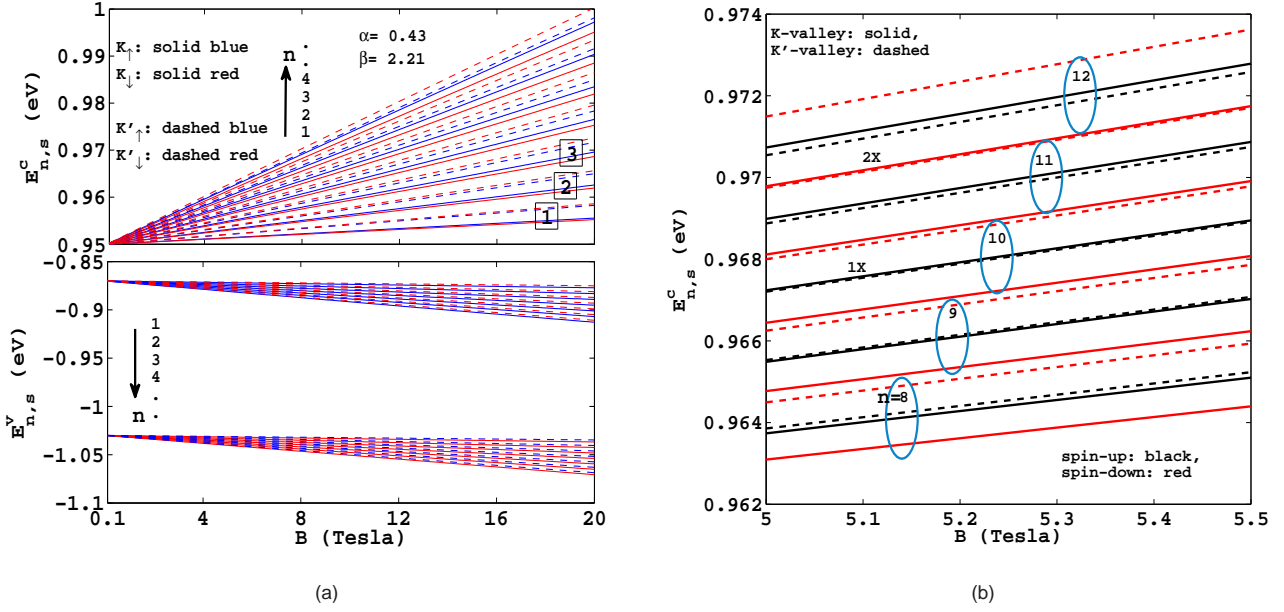 1
0.99
0.98
0.97
0.96
0.95
E^c_{n,s} (eV)
K↑: solid blue
K↓: solid red
K′↑: dashed blue
K′↓: dashed red
n
4
3
2
1
α= 0.43
β= 2.21
3
2
1
−0.85
−0.9
−0.95
−1
−1.05
−1.1
E^v_{n,s} (eV)
1
2
3
4
n
0.1 4 8 12 16 20
B (Tesla)
(a)
0.974
0.972
0.97
0.968
0.966
0.964
0.962
E^c_{n,s} (eV)
K-valley: solid,
K′-valley: dashed
12
2X
11
10
1X
9
n=8
spin-up: black,
spin-down: red
5 5.1 5.2 5.3 5.4 5.5
B (Tesla)
(b)